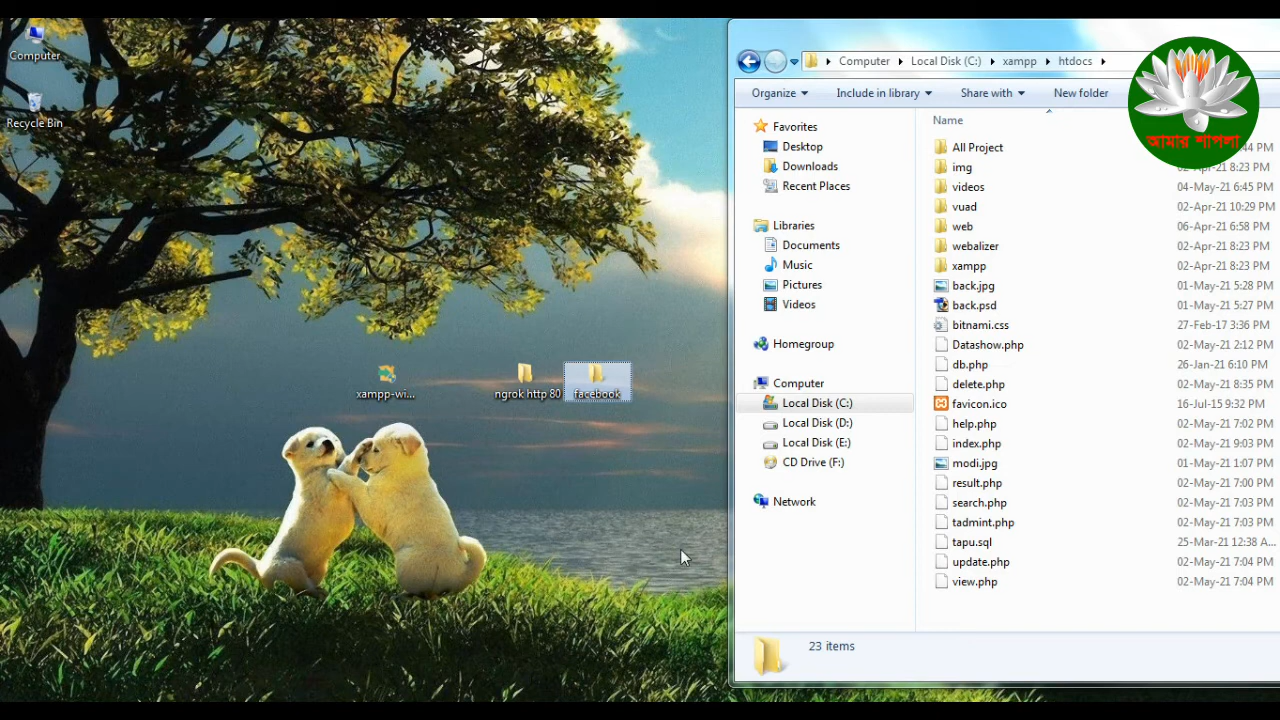 Computer
Recycle Bin
xampp-wi...
ngrok http 80
facebook
Computer
Local Disk (C:)
xampp
htdocs
Organize
Include in library
Share with
New folder
আমার শাপলা
Favorites
Desktop
Downloads
Recent Places
Libraries
Documents
Music
Pictures
Videos
Homegroup
Computer
Local Disk (C:)
Local Disk (D:)
Local Disk (E:)
CD Drive (F:)
Network
Name
All Project 44 PM
img 02-Apr-21 8:23 PM
videos 04-May-21 6:45 PM
vuad 02-Apr-21 10:29 PM
web 06-Apr-21 6:58 PM
webalizer 02-Apr-21 8:23 PM
xampp 02-Apr-21 8:23 PM
back.jpg 01-May-21 5:28 PM
back.psd 01-May-21 5:27 PM
bitnami.css 27-Feb-17 3:36 PM
Datashow.php 02-May-21 2:12 PM
db.php 26-Jan-21 6:10 PM
delete.php 02-May-21 8:35 PM
favicon.ico 16-Jul-15 9:32 PM
help.php 02-May-21 7:02 PM
index.php 02-May-21 9:03 PM
modi.jpg 01-May-21 1:07 PM
result.php 02-May-21 7:00 PM
search.php 02-May-21 7:03 PM
tadmint.php 02-May-21 7:03 PM
tapu.sql 25-Mar-21 12:38 A...
update.php 02-May-21 7:04 PM
view.php 02-May-21 7:04 PM
23 items